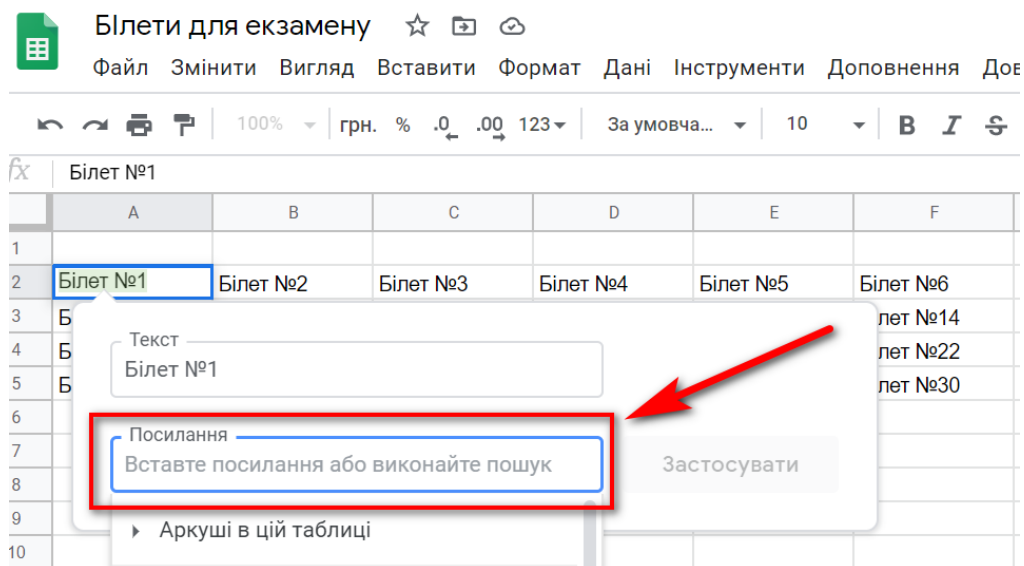 БІлети для екзамену
Файл Змінити Вигляд Вставити Формат Дані Інструменти Доповнення Дов
100% грн. % .0 .00 123 За умовча... 10 B I S
fx Білет №1
A B C D E F
1
2 Білет №1 Білет №2 Білет №3 Білет №4 Білет №5 Білет №6
3 Б лет №14
4 Б лет №22
5 Б лет №30
6
7
8
9
10
Текст
Білет №1
Посилання
Вставте посилання або виконайте пошук
Застосувати
Аркуші в цій таблиці